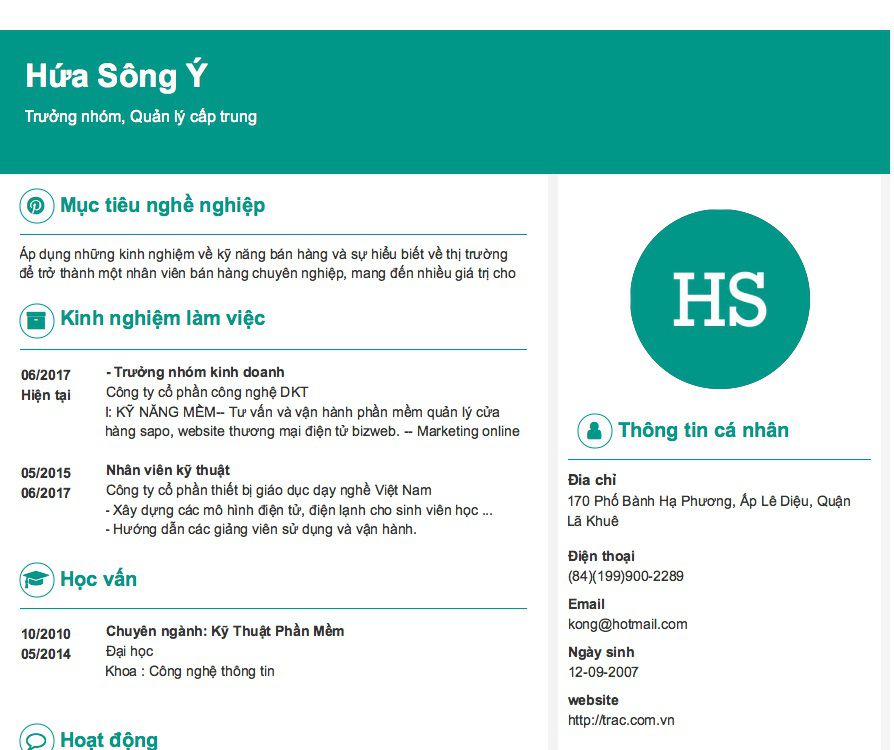 Hứa Sông Ý
Trưởng nhóm, Quản lý cấp trung
Mục tiêu nghề nghiệp
Áp dụng những kinh nghiệm về kỹ năng bán hàng và sự hiểu biết về thị trường
để trở thành một nhân viên bán hàng chuyên nghiệp, mang đến nhiều giá trị cho
Kinh nghiệm làm việc
06/2017
Hiện tại
- Trưởng nhóm kinh doanh
Công ty cổ phần công nghệ DKT
I: KỸ NĂNG MỀM-- Tư vấn và vận hành phần mềm quản lý cửa
hàng sapo, website thương mại điện tử bizweb. -- Marketing online
05/2015
06/2017
Nhân viên kỹ thuật
Công ty cổ phần thiết bị giáo dục dạy nghề Việt Nam
- Xây dựng các mô hình điện tử, điện lạnh cho sinh viên học ...
- Hướng dẫn các giảng viên sử dụng và vận hành.
Học vấn
10/2010
05/2014
Chuyên ngành: Kỹ Thuật Phần Mềm
Đại học
Khoa : Công nghệ thông tin
Hoạt động
HS
Thông tin cá nhân
Đia chỉ
170 Phố Bành Hạ Phương, Ấp Lê Diệu, Quận
Lã Khuê
Điện thoại
(84)(199)900-2289
Email
kong@hotmail.com
Ngày sinh
12-09-2007
website
http://trac.com.vn